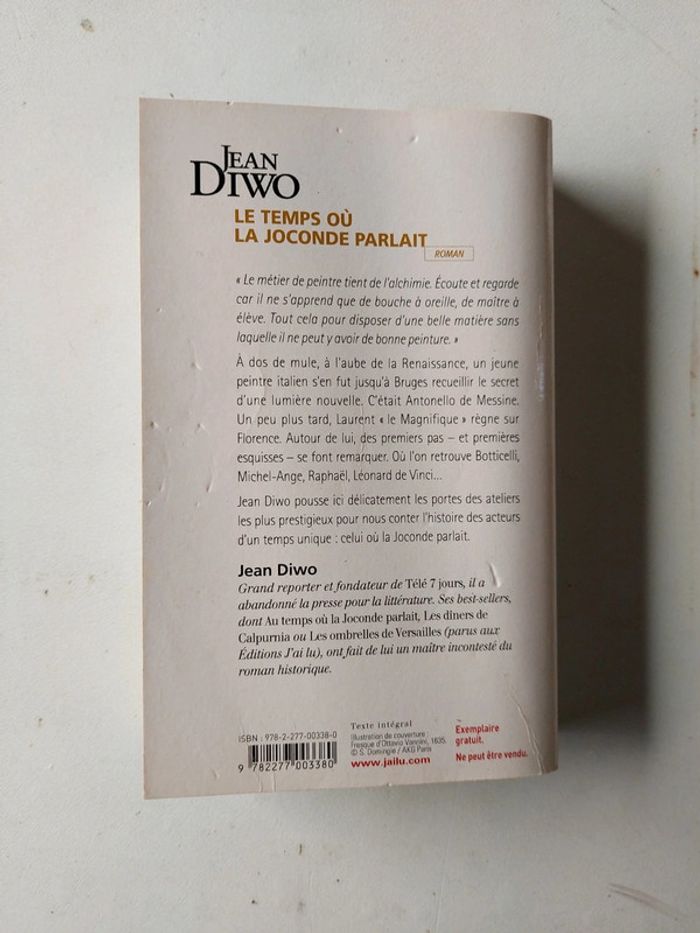 JEAN
DIWO
LE TEMPS OÙ
LA JOCONDE PARLAIT
ROMAN
« Le métier de peintre tient de l'alchimie. Écoute et regarde
car il ne s'apprend que de bouche à oreille, de maître à
élève. Tout cela pour disposer d'une belle matière sans
laquelle il ne peut y avoir de bonne peinture. »
À dos de mule, à l'aube de la Renaissance, un jeune
peintre italien s'en fut jusqu'à Bruges recueillir le secret
d'une lumière nouvelle. C'était Antonello de Messine.
Un peu plus tard, Laurent « le Magnifique » règne sur
Florence. Autour de lui, des premiers pas – et premières
esquisses – se font remarquer. Où l'on retrouve Botticelli,
Michel-Ange, Raphaël, Léonard de Vinci...
Jean Diwo pousse ici délicatement les portes des ateliers
les plus prestigieux pour nous conter l'histoire des acteurs
d'un temps unique : celui où la Joconde parlait.
Jean Diwo
Grand reporter et fondateur de Télé 7 jours, il a
abandonné la presse pour la littérature. Ses best-sellers,
dont Au temps où la Joconde parlait, Les dîners de
Calpurnia ou Les ombrelles de Versailles (parus aux
Éditions J'ai lu), ont fait de lui un maître incontesté du
roman historique.
ISBN : 978-2-277-00338-0
9 782277 003380
Texte intégral
Illustration de couverture :
Fresque d'Ottavio Vannini, 1635.
© S. Domingie / AKG Paris
www.jailu.com
Exemplaire
gratuit.
Ne peut être vendu.